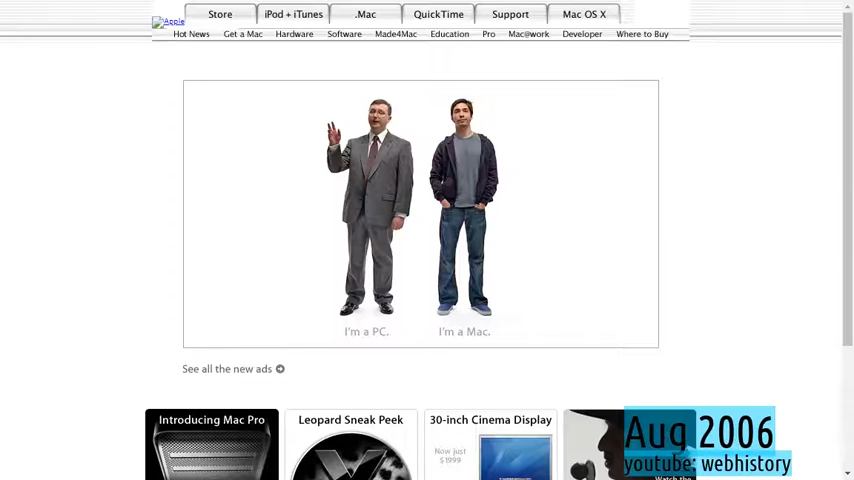 Apple
Store iPod + iTunes .Mac QuickTime Support Mac OS X
Hot News Get a Mac Hardware Software Made4Mac Education Pro Mac@work Developer Where to Buy
I'm a PC. I'm a Mac.
See all the new ads
Introducing Mac Pro Leopard Sneak Peek 30-inch Cinema Display
Now just
$1999
Aug 2006
youtube: webhistory
Watch the